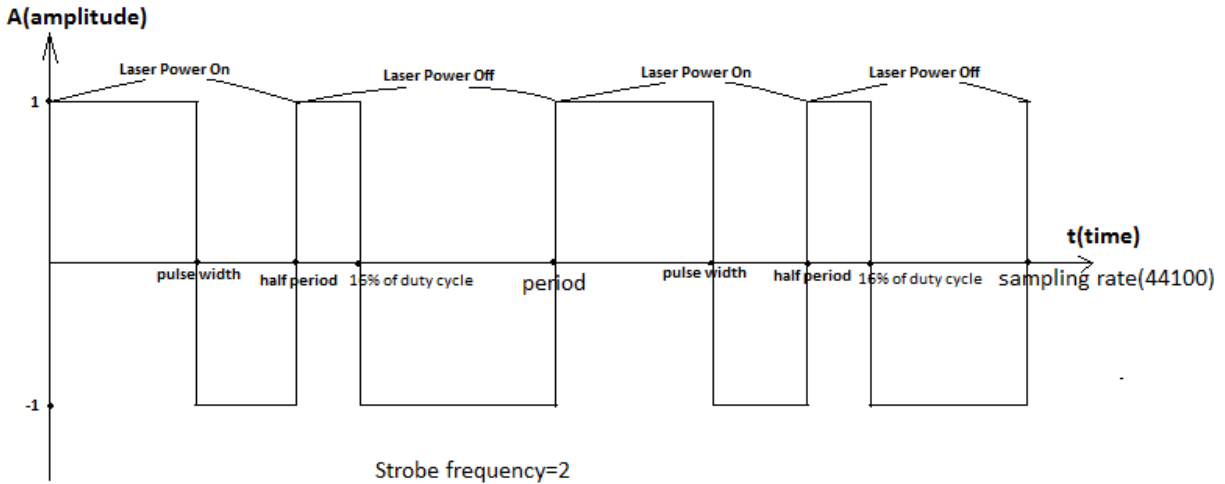 A(amplitude)
Laser Power On
Laser Power Off
Laser Power On
Laser Power Off
1
t(time)
pulse width
half period
16% of duty cycle
period
pulse width
half period
16% of duty cycle
sampling rate(44100)
-1
Strobe frequency=2